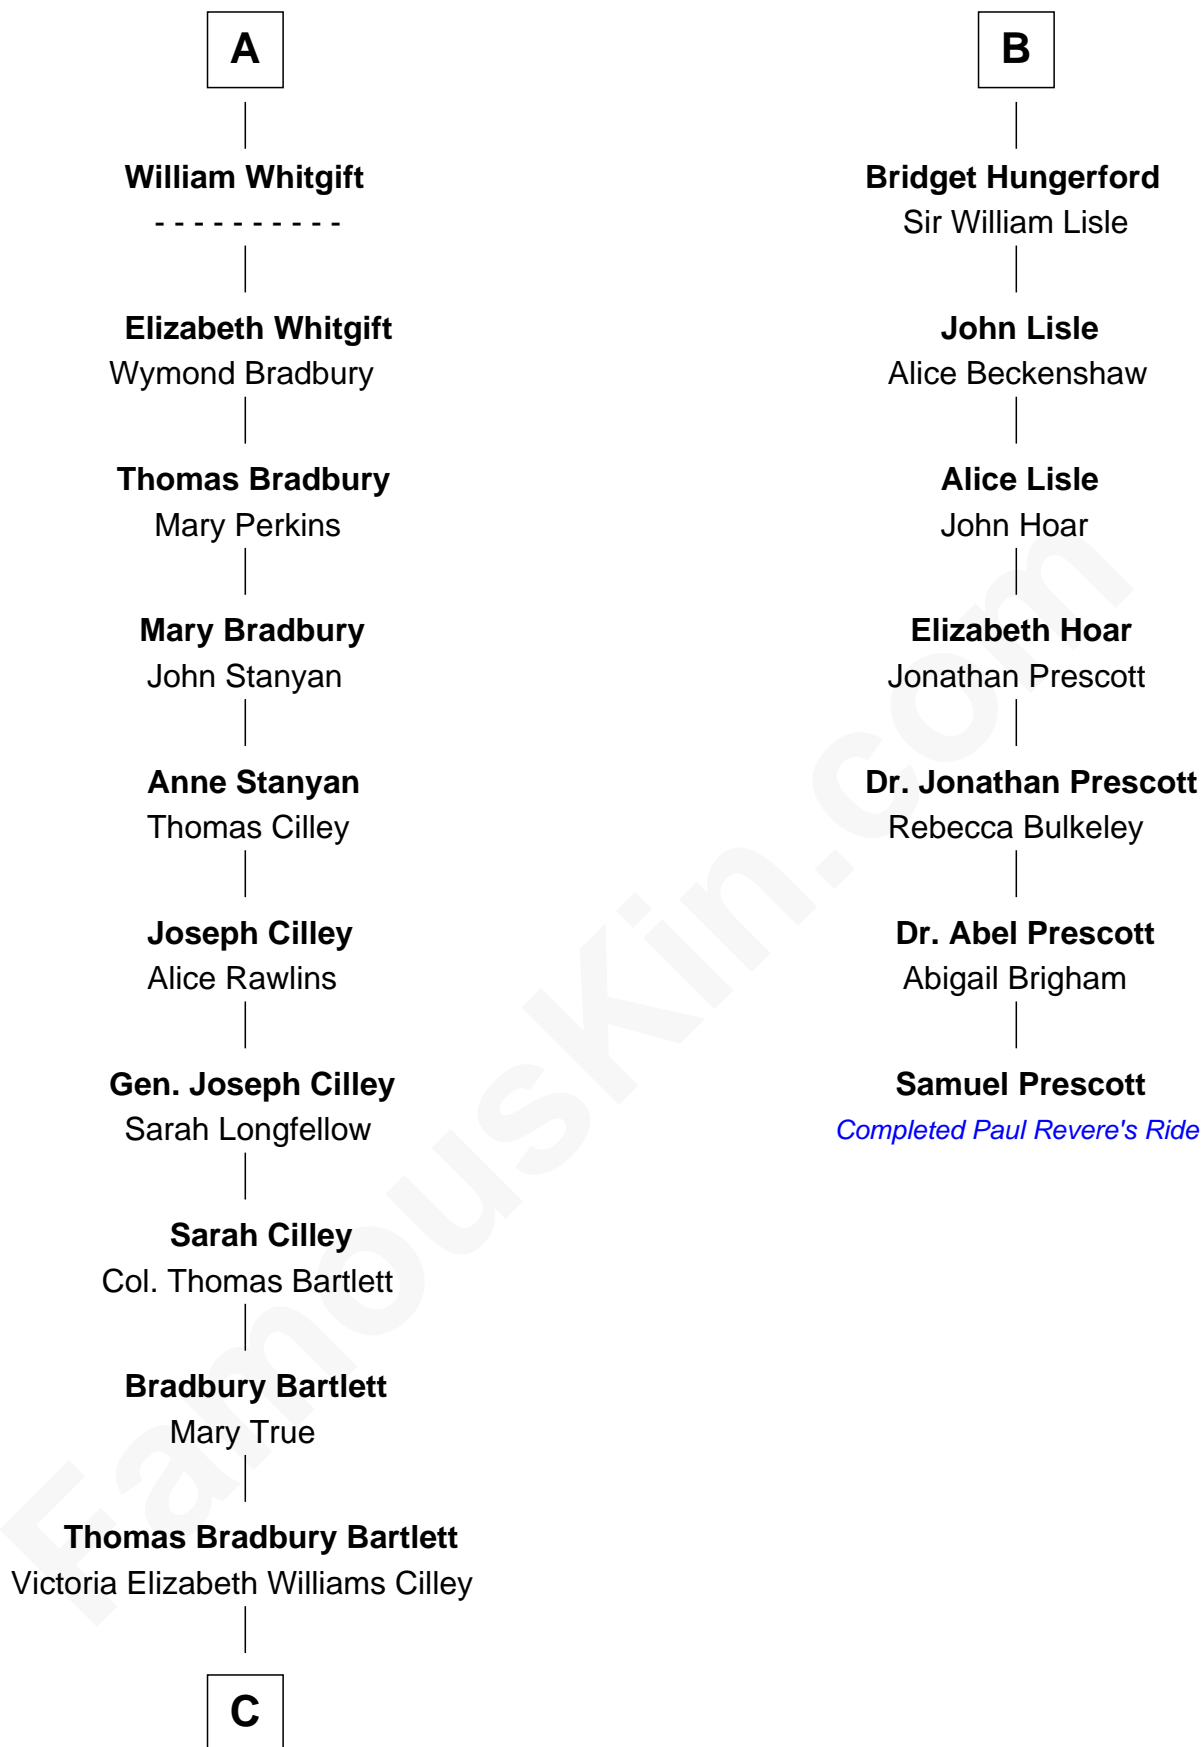 A
William Whitgift
- - - - - - - - - -
Elizabeth Whitgift
Wymond Bradbury
Thomas Bradbury
Mary Perkins
Mary Bradbury
John Stanyan
Anne Stanyan
Thomas Cilley
Joseph Cilley
Alice Rawlins
Gen. Joseph Cilley
Sarah Longfellow
Sarah Cilley
Col. Thomas Bartlett
Bradbury Bartlett
Mary True
Thomas Bradbury Bartlett
Victoria Elizabeth Williams Cilley
C
B
Bridget Hungerford
Sir William Lisle
John Lisle
Alice Beckenshaw
Alice Lisle
John Hoar
Elizabeth Hoar
Jonathan Prescott
Dr. Jonathan Prescott
Rebecca Bulkeley
Dr. Abel Prescott
Abigail Brigham
Samuel Prescott
Completed Paul Revere's Ride
FamousKin.com